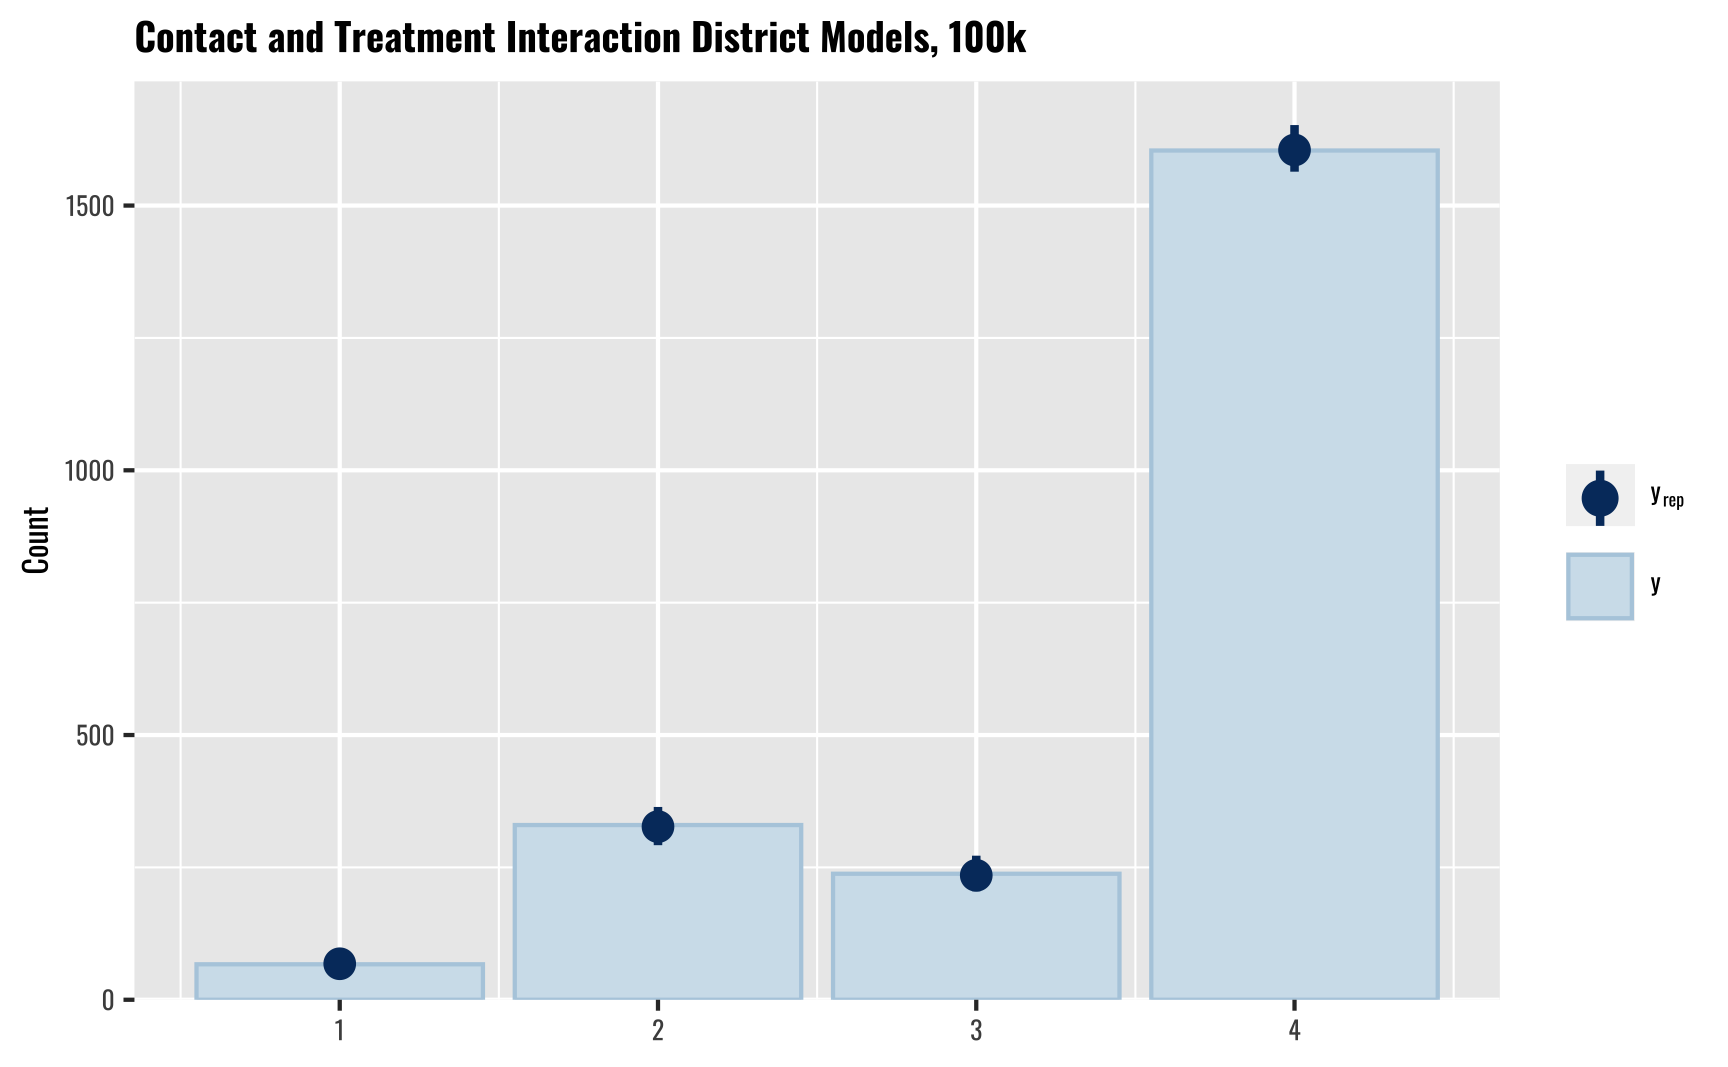 Contact and Treatment Interaction District Models, 100k
Count
1500
1000
500
0
1 2 3 4
y rep
y